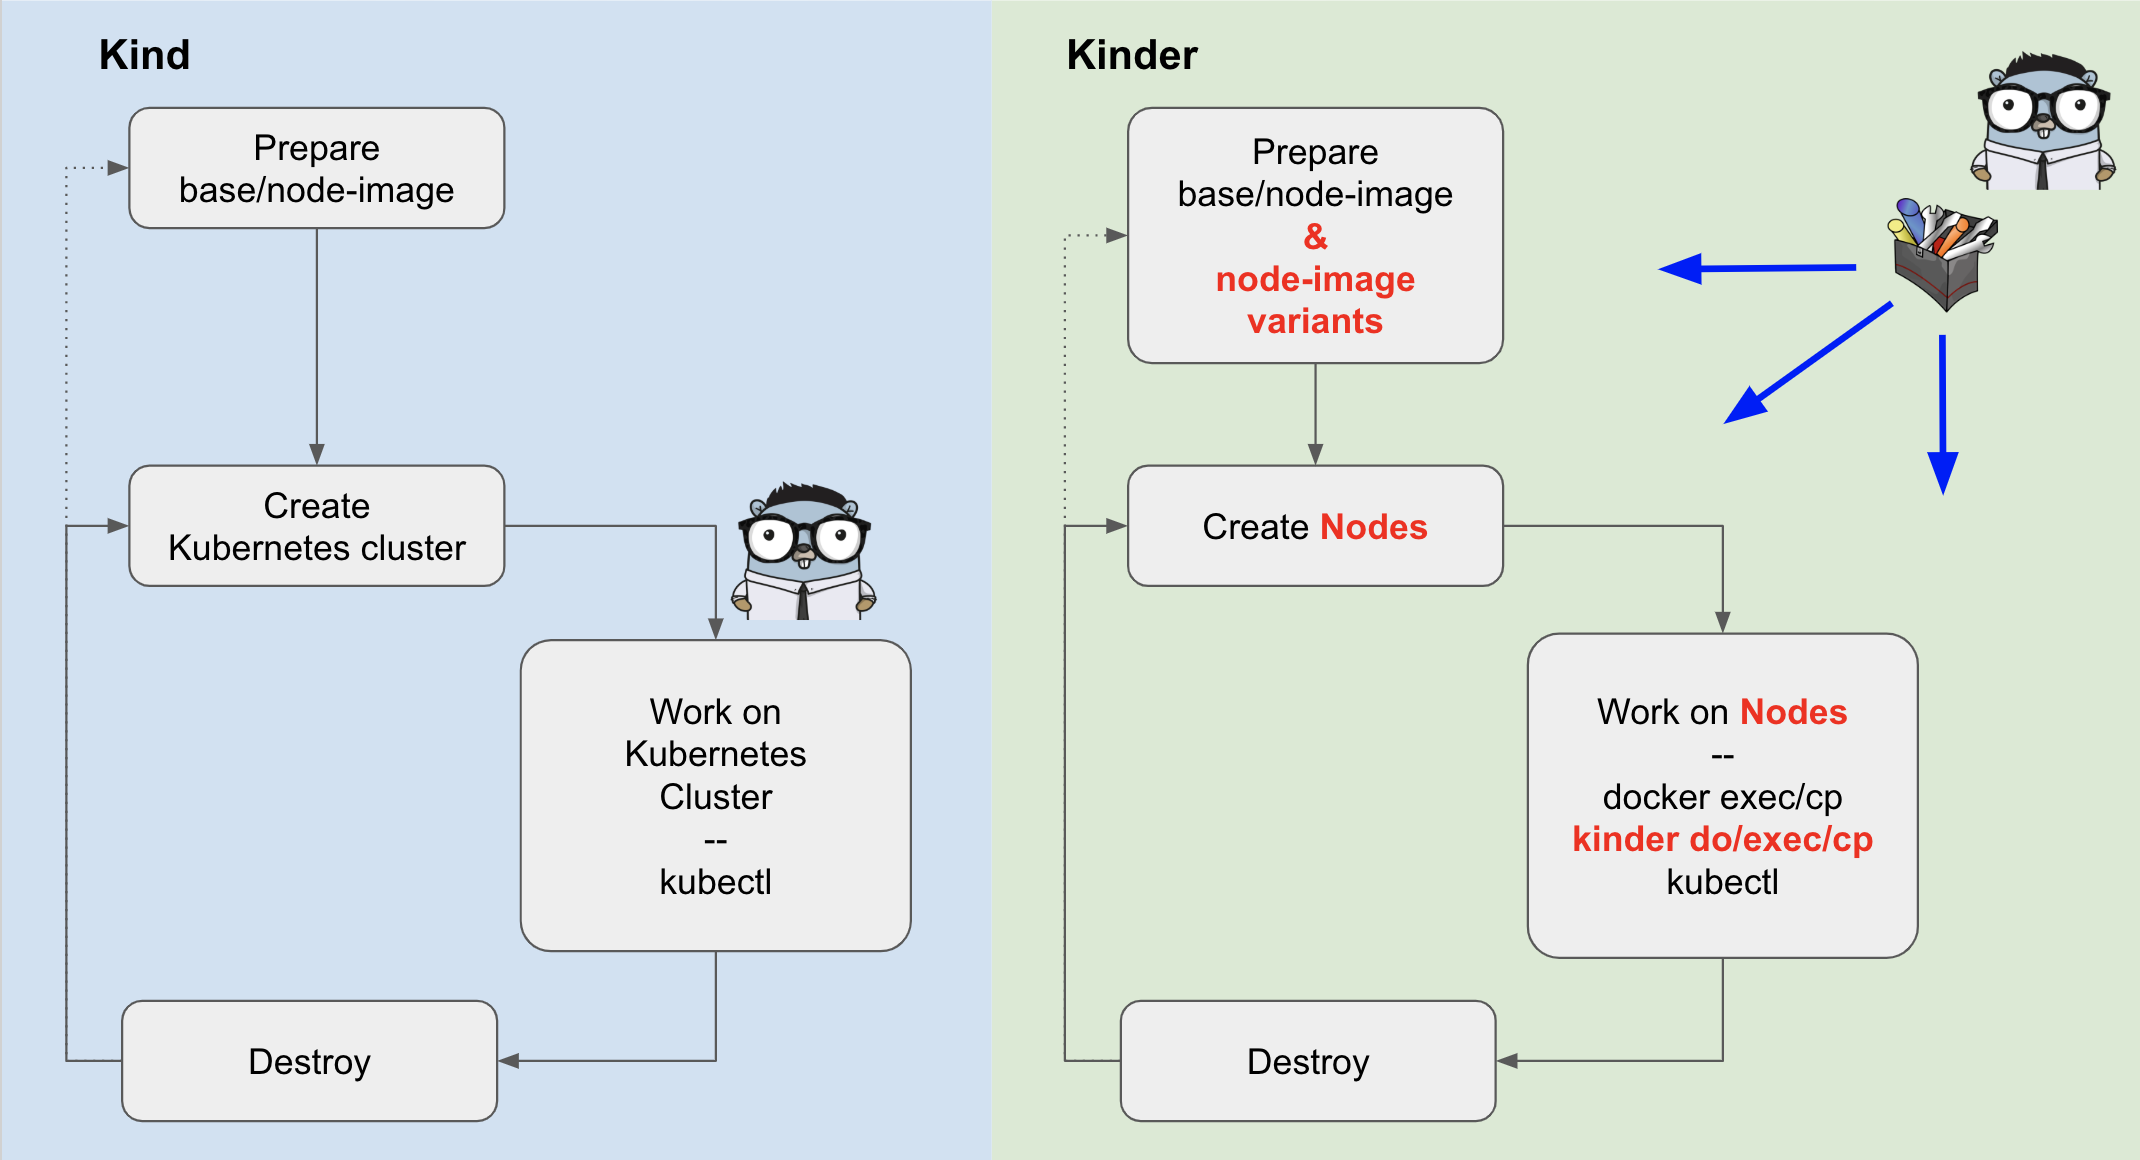 Kind
Prepare
base/node-image
Create
Kubernetes cluster
Work on
Kubernetes
Cluster
--
kubectl
Destroy
Kinder
Prepare
base/node-image
&
node-image
variants
Create Nodes
Work on Nodes
--
docker exec/cp
kinder do/exec/cp
kubectl
Destroy